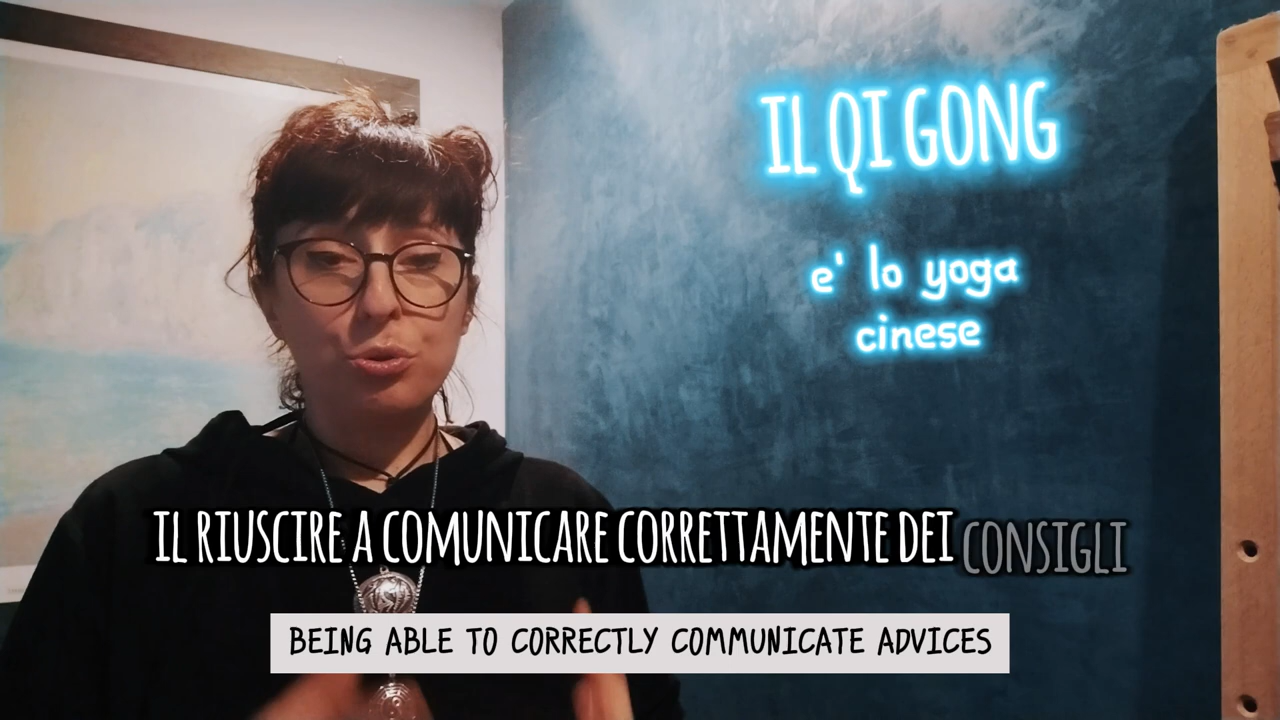 IL QI GONG
e' lo yoga
cinese
IL RIUSCIRE A COMUNICARE CORRETTAMENTE DEI CONSIGLI
BEING ABLE TO CORRECTLY COMMUNICATE ADVICES